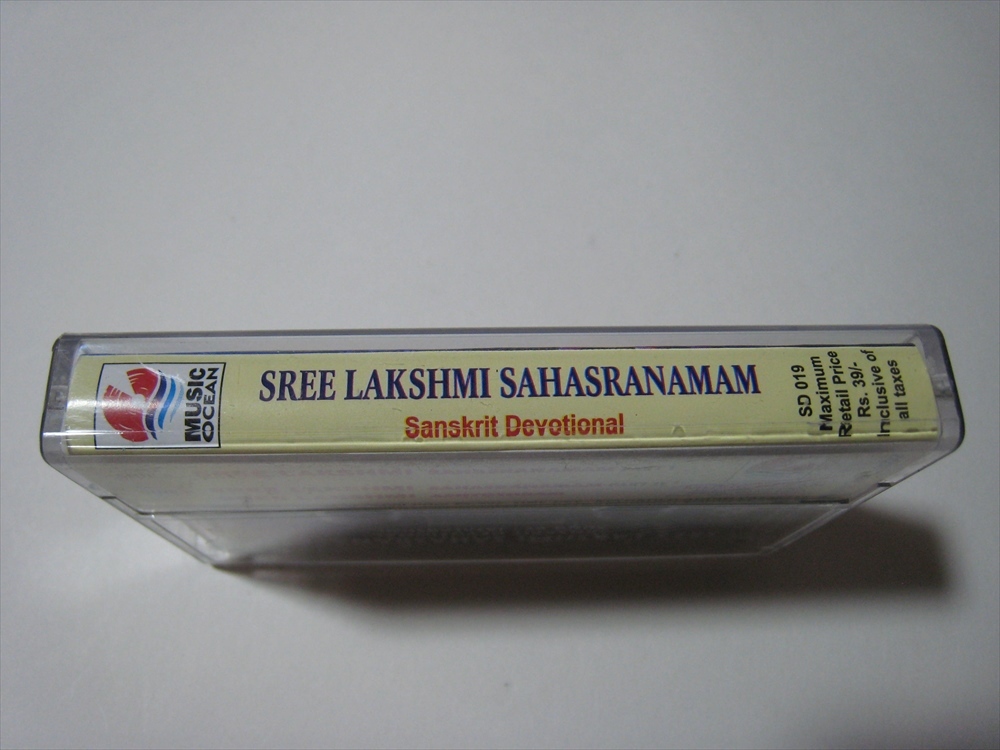 MUSIC
OCEAN
SREE LAKSHMI SAHASRANAMAM
Sanskrit Devotional
SD 019
Maximum
Retail Price
Rs. 39/-
Inclusive of
all taxes